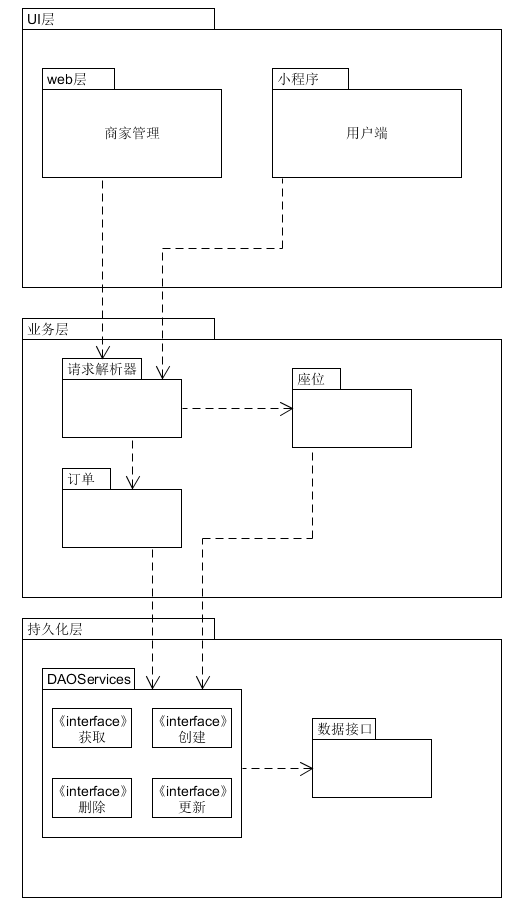 UI层
web层
小程序
商家管理
用户端
业务层
请求解析器
座位
订单
持久化层
DAOServices
《interface》
获取
《interface》
创建
数据接口
《interface》
删除
《interface》
更新